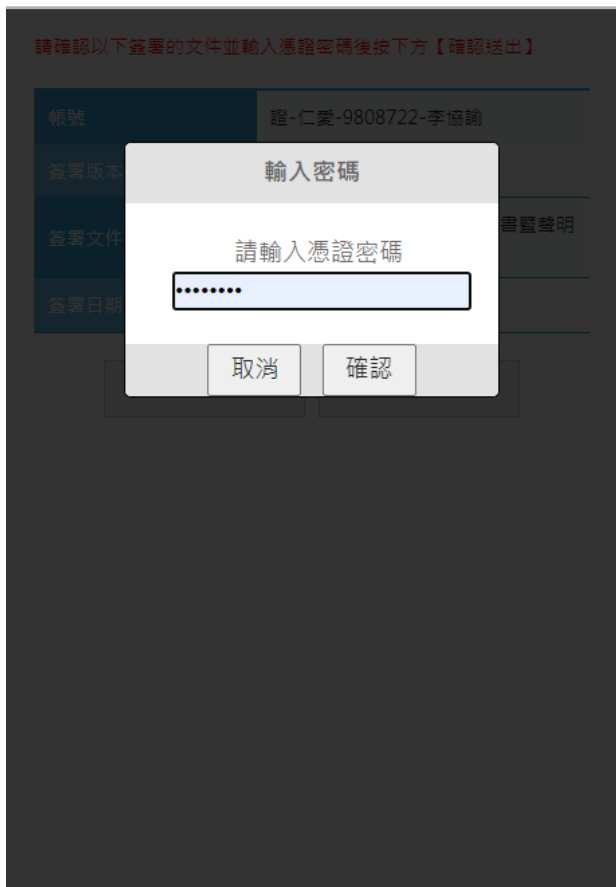 請確認以下簽署的文件並輸入憑證密碼後按下方【確認送出】
帳號
證-仁愛-9808722-李協諭
簽署版本
輸入密碼
簽署文件
書暨聲明
請輸入憑證密碼
••••••••
簽署日期
取消
確認